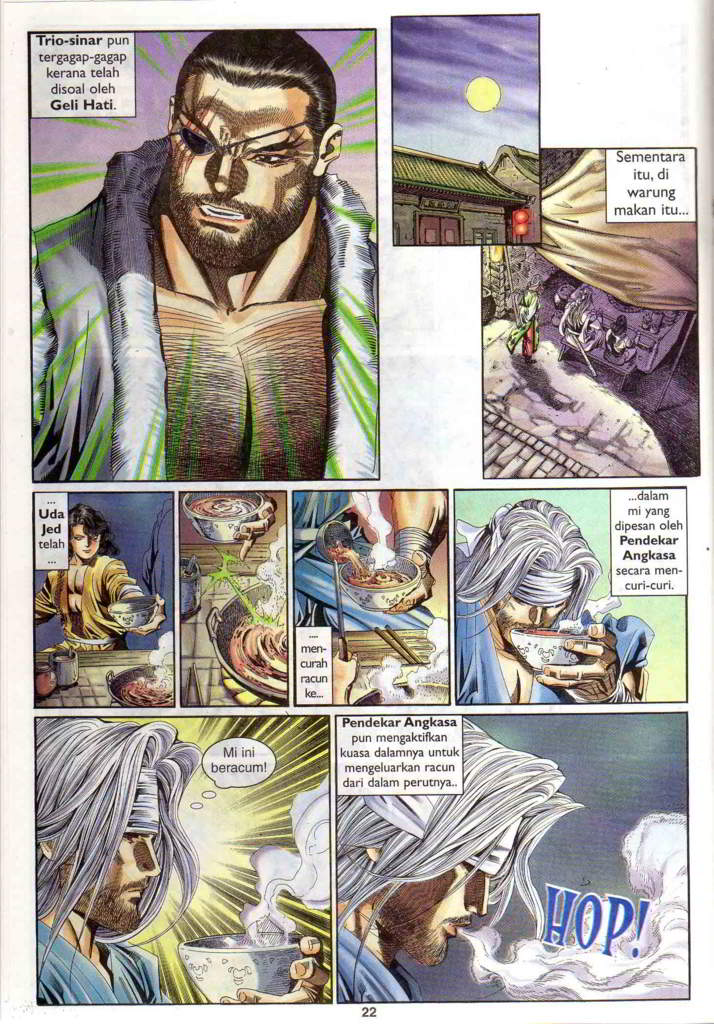 Trio-sinar pun
tergagap-gagap
kerana telah
disoal oleh
Geli Hati.
Sementara
itu, di
warung
makan itu...
...
Uda
Jed
telah
...
....
men-
curah
racun
ke...
...dalam
mi yang
dipesan oleh
Pendekar
Angkasa
secara men-
curi-curi.
Mi ini
beracum!
Pendekar Angkasa
pun mengaktifkan
kuasa dalamnya untuk
mengeluarkan racun
dari dalam perutnya..
HOP!
22